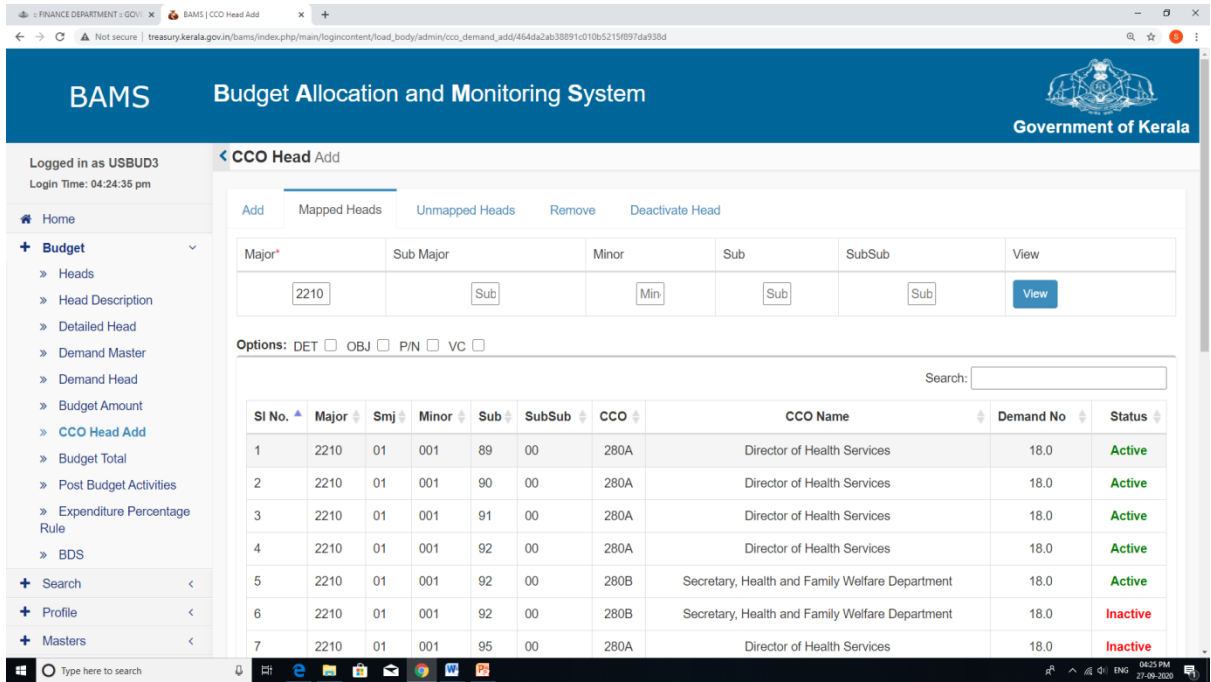 :: FINANCE DEPARTMENT :: GOV
BAMS | CCO Head Add
Not secure | treasury.kerala.gov.in/bams/index.php/main/logincontent/load_body/admin/cco_demand_add/464da2ab38891c010b5215f897da938d
S
BAMS
Budget Allocation and Monitoring System
Government of Kerala
Logged in as USBUD3
Login Time: 04:24:35 pm
Home
Budget
» Heads
» Head Description
» Detailed Head
» Demand Master
» Demand Head
» Budget Amount
» CCO Head Add
» Budget Total
» Post Budget Activities
» Expenditure Percentage
Rule
» BDS
Search
Profile
Masters
CCO Head Add
Add Mapped Heads Unmapped Heads Remove Deactivate Head
Major* Sub Major Minor Sub SubSub View
2210 Sub Min Sub Sub View
Options: DET OBJ P/N VC
Search:
SI No. Major Smj Minor Sub SubSub CCO CCO Name Demand No Status
1 2210 01 001 89 00 280A Director of Health Services 18.0 Active
2 2210 01 001 90 00 280A Director of Health Services 18.0 Active
3 2210 01 001 91 00 280A Director of Health Services 18.0 Active
4 2210 01 001 92 00 280A Director of Health Services 18.0 Active
5 2210 01 001 92 00 280B Secretary, Health and Family Welfare Department 18.0 Active
6 2210 01 001 92 00 280B Secretary, Health and Family Welfare Department 18.0 Inactive
7 2210 01 001 95 00 280A Director of Health Services 18.0 Inactive
Type here to search
ENG
04:25 PM
27-09-2020